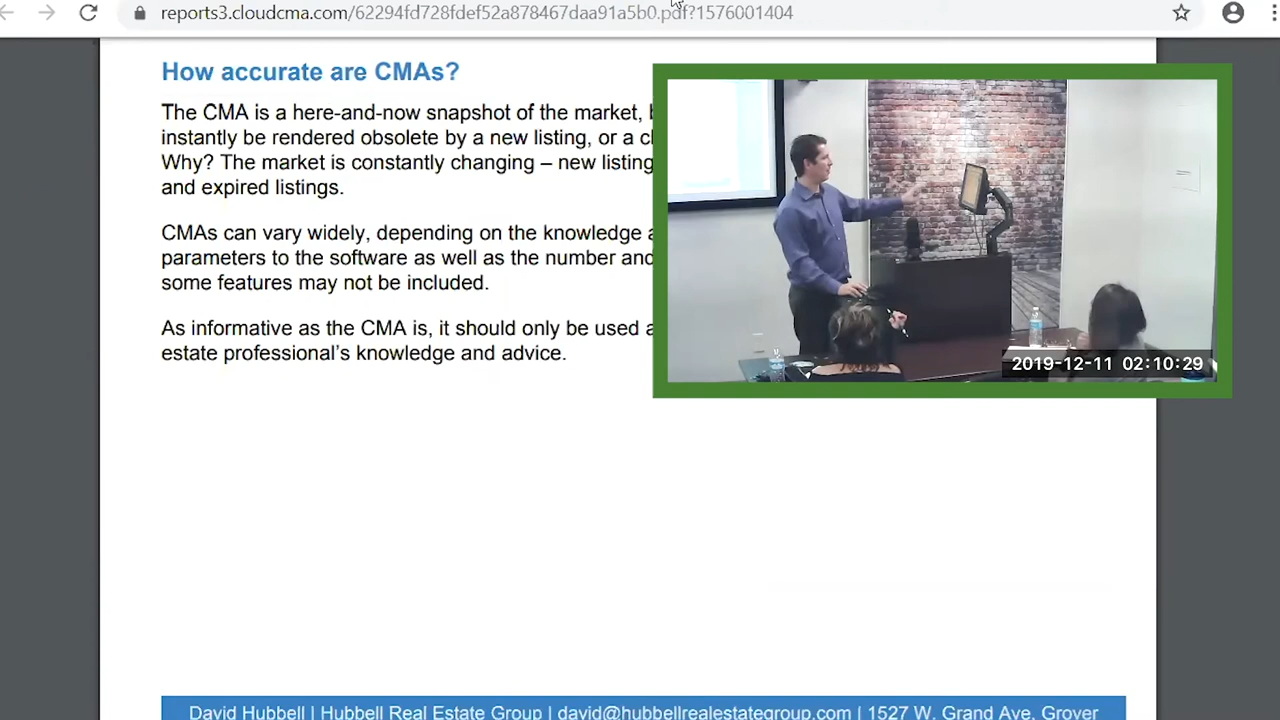 reports3.cloudcma.com/62294fd728fdef52a878467daa91a5b0.pdf?1576001404
How accurate are CMAs?
The CMA is a here-and-now snapshot of the market,
instantly be rendered obsolete by a new listing, or a
Why? The market is constantly changing – new listing
and expired listings.
CMAs can vary widely, depending on the knowledge
parameters to the software as well as the number and
some features may not be included.
As informative as the CMA is, it should only be used
estate professional's knowledge and advice.
2019-12-11 02:10:29
David Hubbell | Hubbell Real Estate Group | david@hubbellrealestategroup.com | 1527 W. Grand Ave, Grover